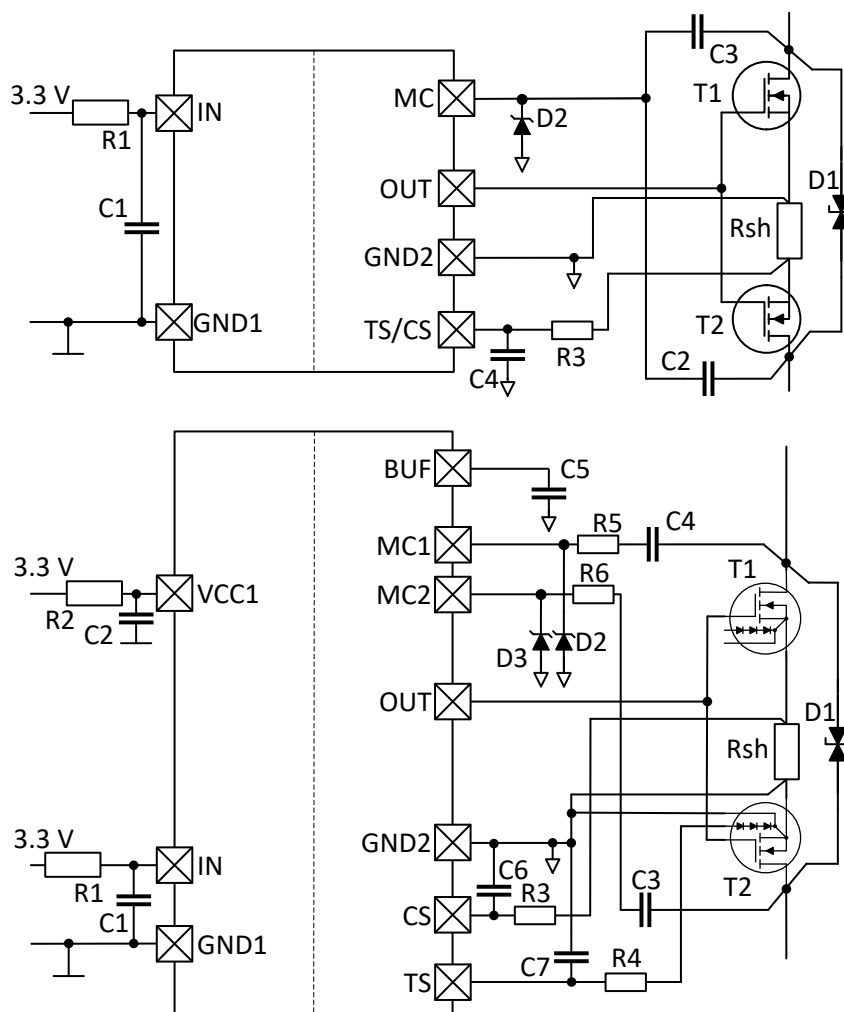 C3
T1
3.3 V
IN
MC
D2
R1
OUT
D1
C1
GND2
Rsh
GND1
TS/CS
T2
R3
C4
C2
BUF
C5
R5
C4
MC1
3.3 V
VCC1
MC2
R6
T1
R2
C2
D3
D2
OUT
D1
Rsh
3.3 V
GND2
IN
R1
C6
C3
T2
C1
CS
R3
GND1
C7
R4
TS